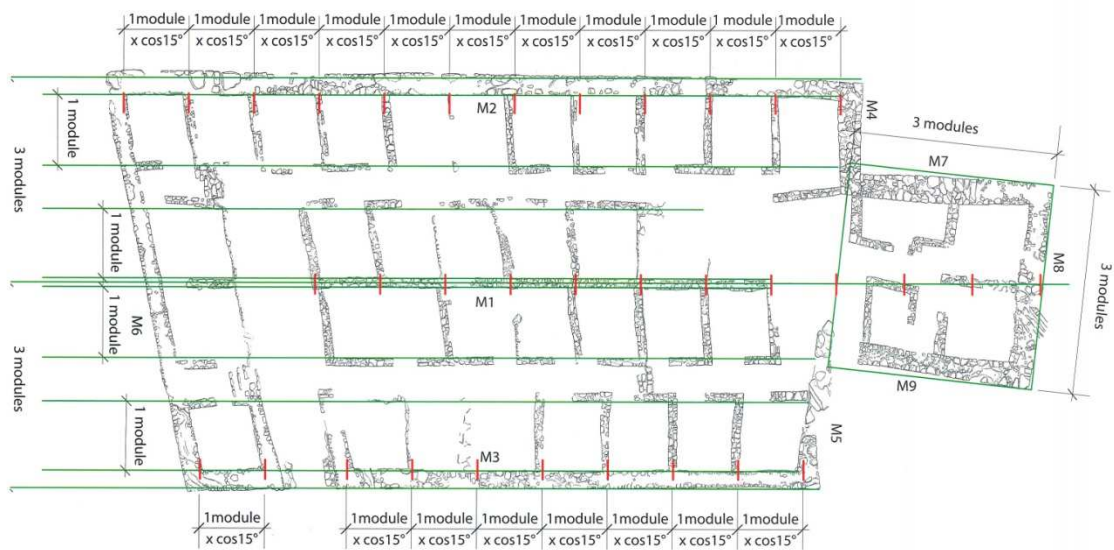 1module 1module 1module 1module 1module 1module 1module 1module 1module 1 module 1module
x cos15° x cos15° x cos15° x cos15° x cos15° x cos15° x cos15° x cos15° x cos15° x cos15° x cos15°
M2
M4
1 module
3 modules
3 modules
M7
1 module
M8
3 modules
M1
M6
1 module
3 modules
M9
1 module
M5
M3
1module 1module 1module 1module 1module 1module 1module 1module
x cos15° x cos15° x cos15° x cos15° x cos15° x cos15° x cos15° x cos15°